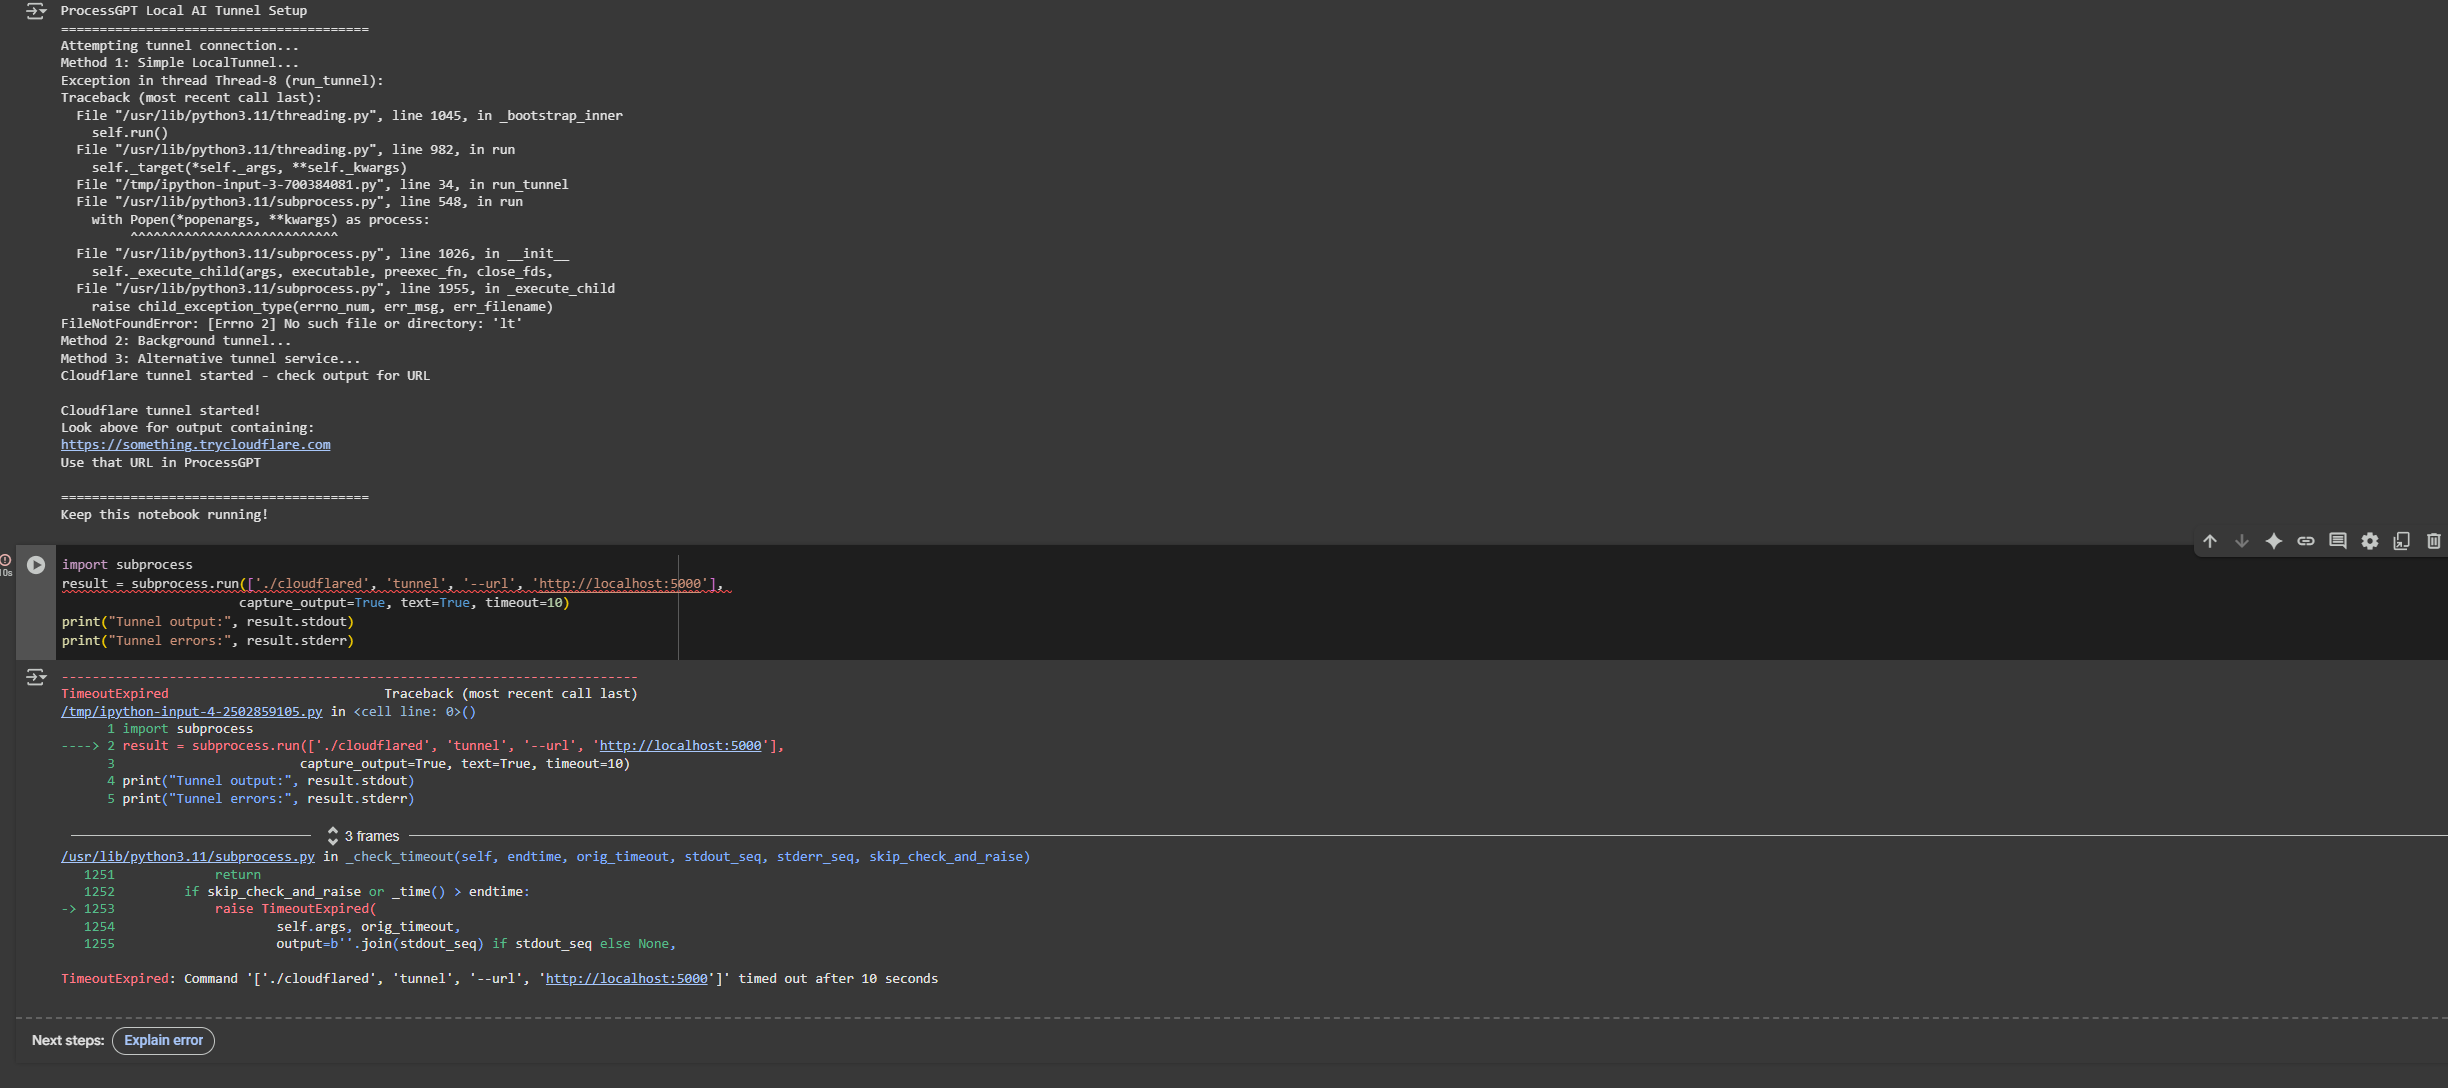 ProcessGPT Local AI Tunnel Setup
========================================
Attempting tunnel connection...
Method 1: Simple LocalTunnel...
Exception in thread Thread-8 (run_tunnel):
Traceback (most recent call last):
  File "/usr/lib/python3.11/threading.py", line 1045, in _bootstrap_inner
    self.run()
  File "/usr/lib/python3.11/threading.py", line 982, in run
    self._target(*self._args, **self._kwargs)
  File "/tmp/ipython-input-3-700384081.py", line 34, in run_tunnel
  File "/usr/lib/python3.11/subprocess.py", line 548, in run
    with Popen(*popenargs, **kwargs) as process:
         ^^^^^^^^^^^^^^^^^^^^^^^^^^^
  File "/usr/lib/python3.11/subprocess.py", line 1026, in __init__
    self._execute_child(args, executable, preexec_fn, close_fds,
  File "/usr/lib/python3.11/subprocess.py", line 1955, in _execute_child
    raise child_exception_type(errno_num, err_msg, err_filename)
FileNotFoundError: [Errno 2] No such file or directory: 'lt'
Method 2: Background tunnel...
Method 3: Alternative tunnel service...
Cloudflare tunnel started - check output for URL

Cloudflare tunnel started!
Look above for output containing:
https://something.trycloudflare.com
Use that URL in ProcessGPT

========================================
Keep this notebook running!
10s
import subprocess
result = subprocess.run(['./cloudflared', 'tunnel', '--url', 'http://localhost:5000'],
                       capture_output=True, text=True, timeout=10)
print("Tunnel output:", result.stdout)
print("Tunnel errors:", result.stderr)
---------------------------------------------------------------------------
TimeoutExpired                            Traceback (most recent call last)
/tmp/ipython-input-4-2502859105.py in <cell line: 0>()
      1 import subprocess
----> 2 result = subprocess.run(['./cloudflared', 'tunnel', '--url', 'http://localhost:5000'],
      3                        capture_output=True, text=True, timeout=10)
      4 print("Tunnel output:", result.stdout)
      5 print("Tunnel errors:", result.stderr)
3 frames
/usr/lib/python3.11/subprocess.py in _check_timeout(self, endtime, orig_timeout, stdout_seq, stderr_seq, skip_check_and_raise)
   1251             return
   1252         if skip_check_and_raise or _time() > endtime:
-> 1253             raise TimeoutExpired(
   1254                     self.args, orig_timeout,
   1255                     output=b''.join(stdout_seq) if stdout_seq else None,

TimeoutExpired: Command '['./cloudflared', 'tunnel', '--url', 'http://localhost:5000']' timed out after 10 seconds
Next steps: Explain error